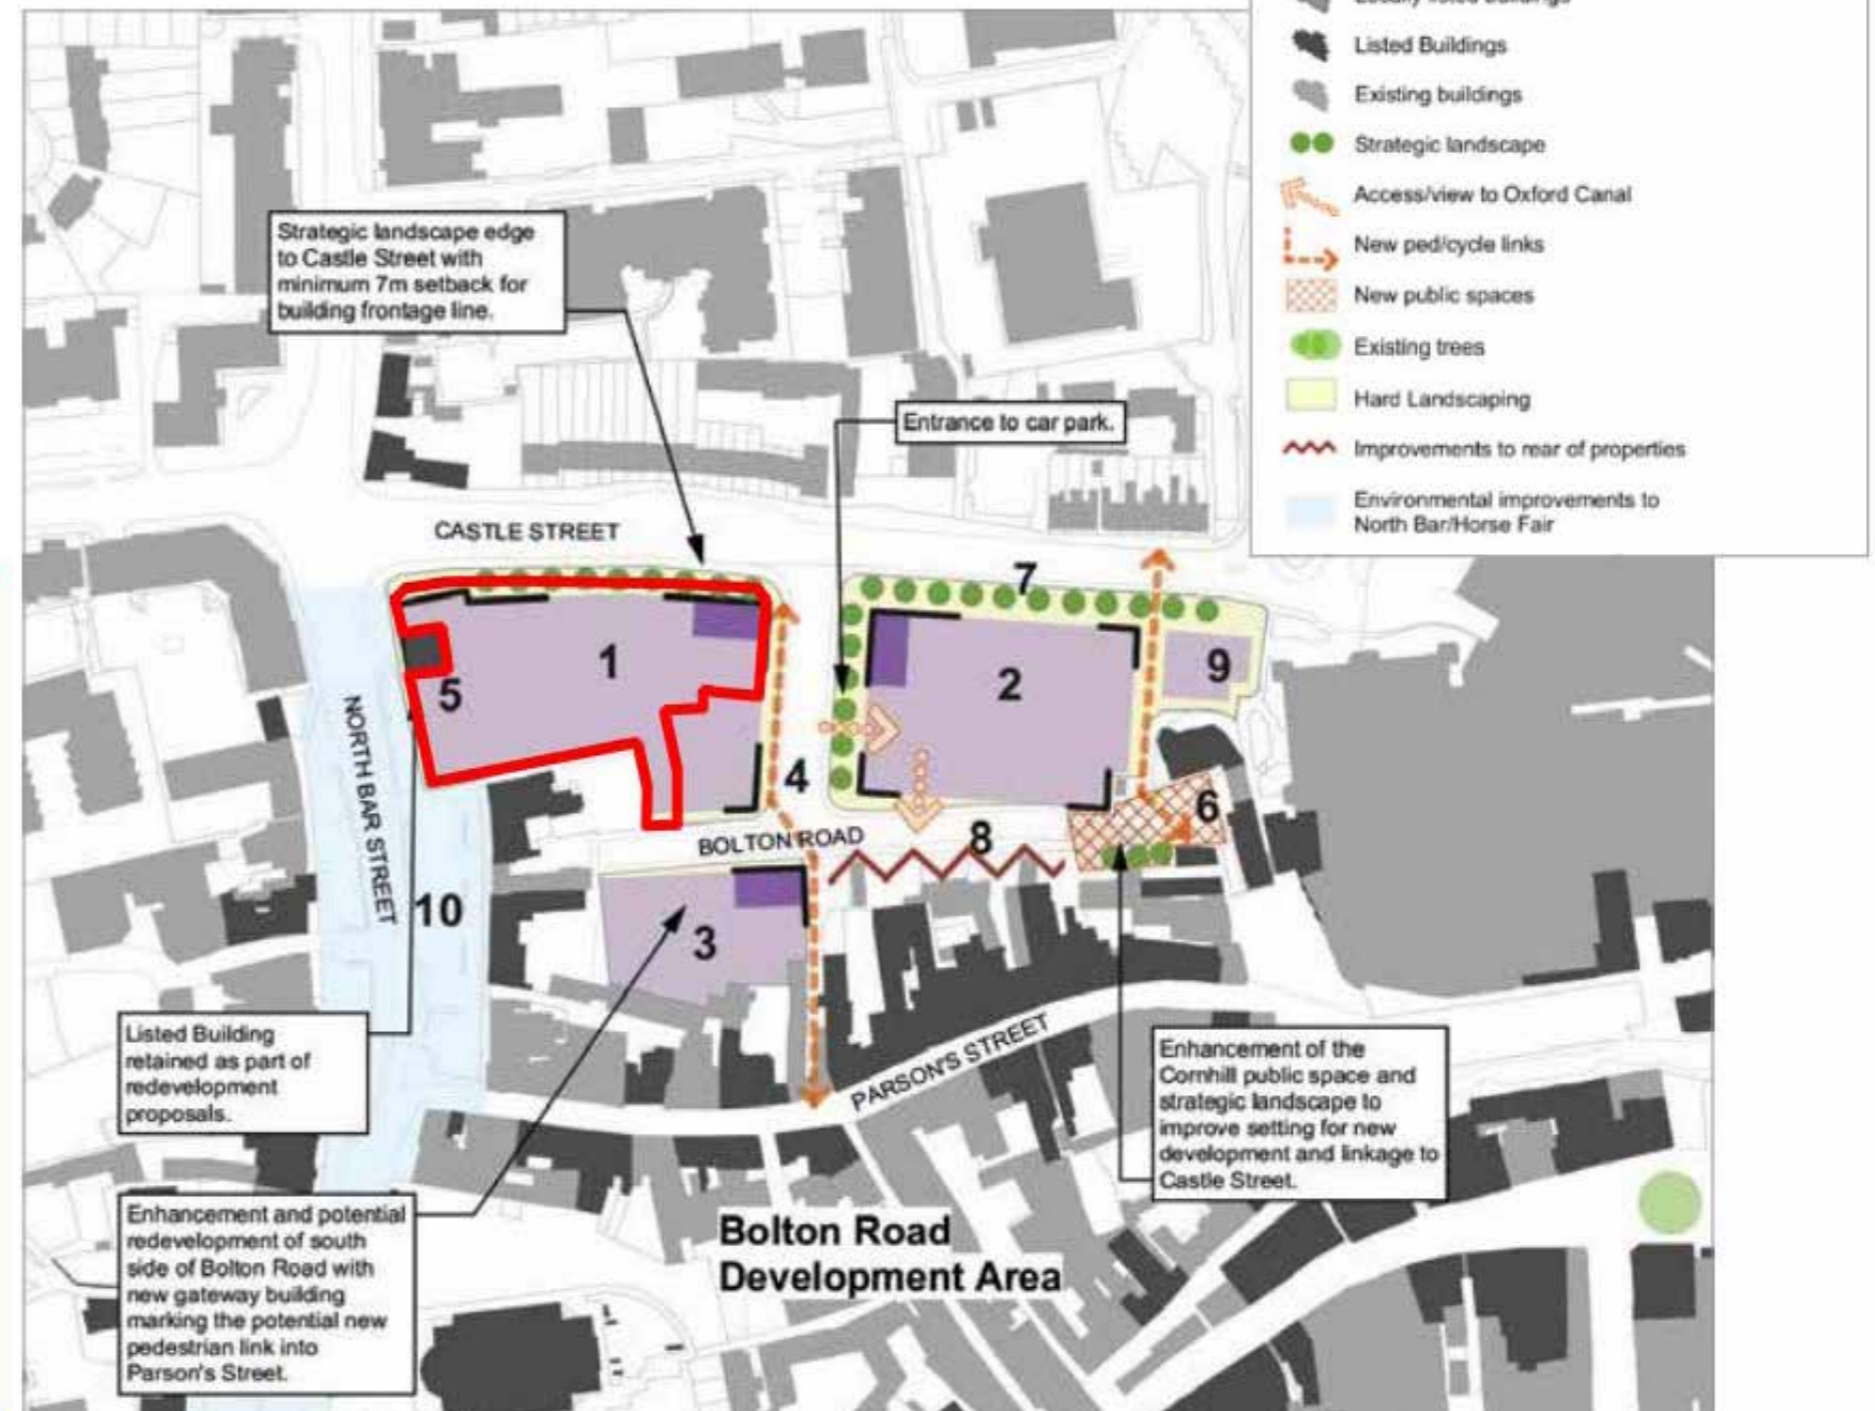 Locally listed buildings
Listed Buildings
Existing buildings
Strategic landscape
Access/view to Oxford Canal
New ped/cycle links
New public spaces
Existing trees
Hard Landscaping
Improvements to rear of properties
Environmental improvements to
North Bar/Horse Fair
Strategic landscape edge
to Castle Street with
minimum 7m setback for
building frontage line.
Entrance to car park.
CASTLE STREET
7
1
2
9
5
4
6
NORTH BAR STREET
BOLTON ROAD
8
10
3
Listed Building
retained as part of
redevelopment
proposals.
PARSON'S STREET
Enhancement of the
Cornhill public space and
strategic landscape to
improve setting for new
development and linkage to
Castle Street.
Enhancement and potential
redevelopment of south
side of Bolton Road with
new gateway building
marking the potential new
pedestrian link into
Parson's Street.
Bolton Road
Development Area